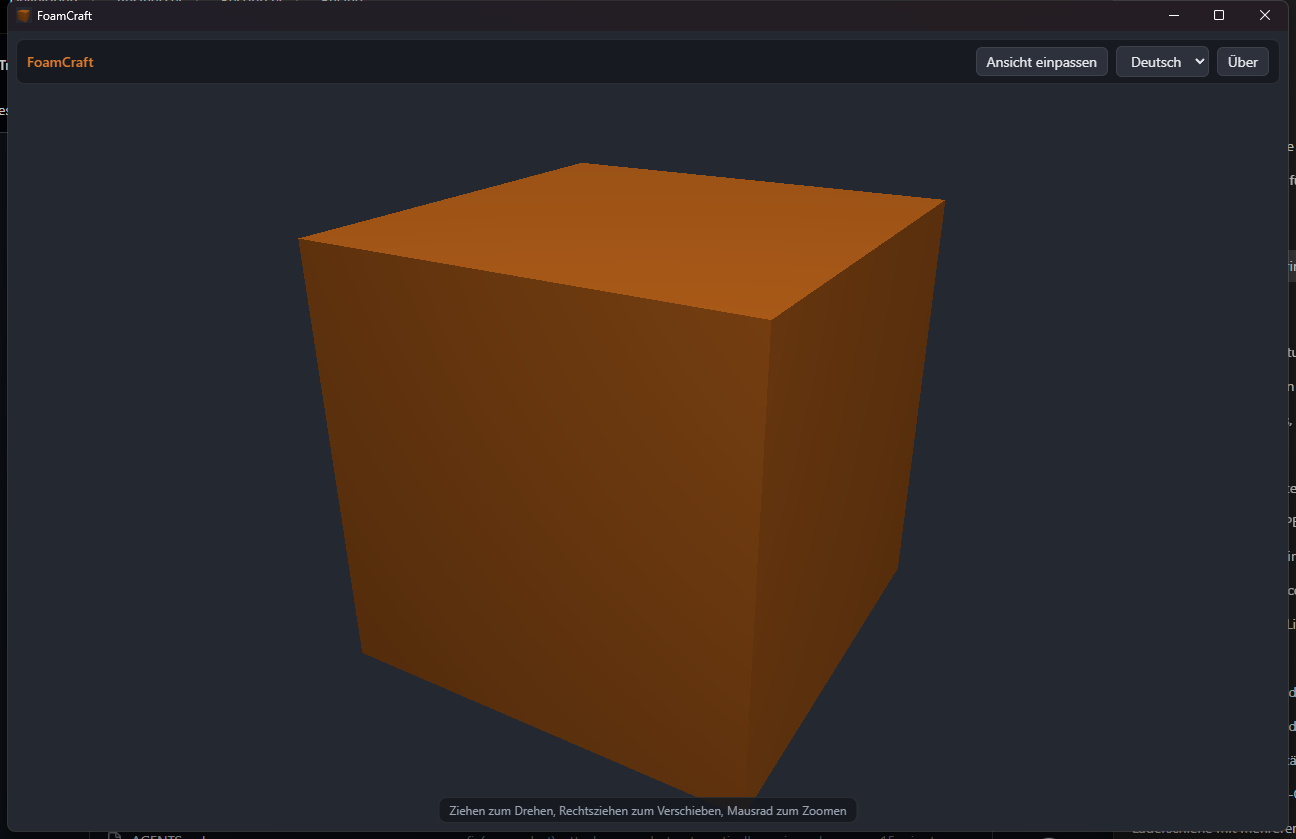 FoamCraft
FoamCraft
Ansicht einpassen
Deutsch
Über
Ziehen zum Drehen, Rechtsziehen zum Verschieben, Mausrad zum Zoomen